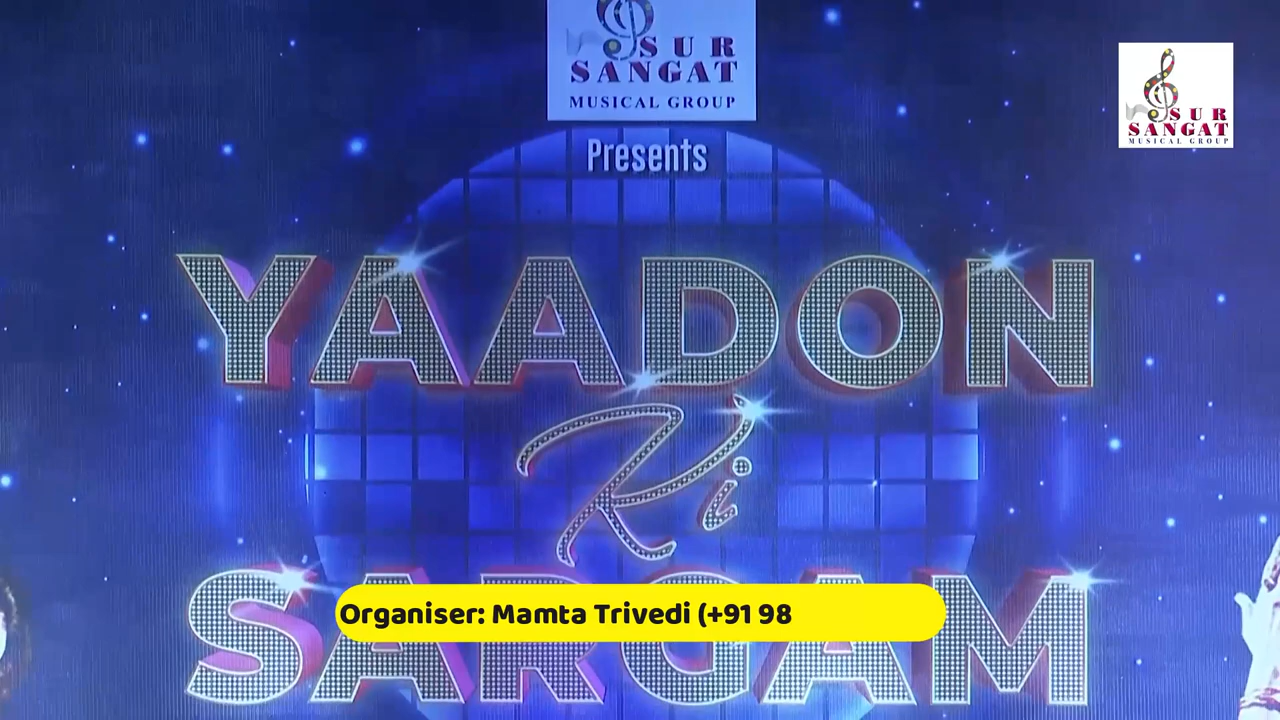 SUR
SANGAT
MUSICAL GROUP
SUR
SANGAT
MUSICAL GROUP
Presents
YAADON
Ki
SARGAM
Organiser: Mamta Trivedi (+91 98